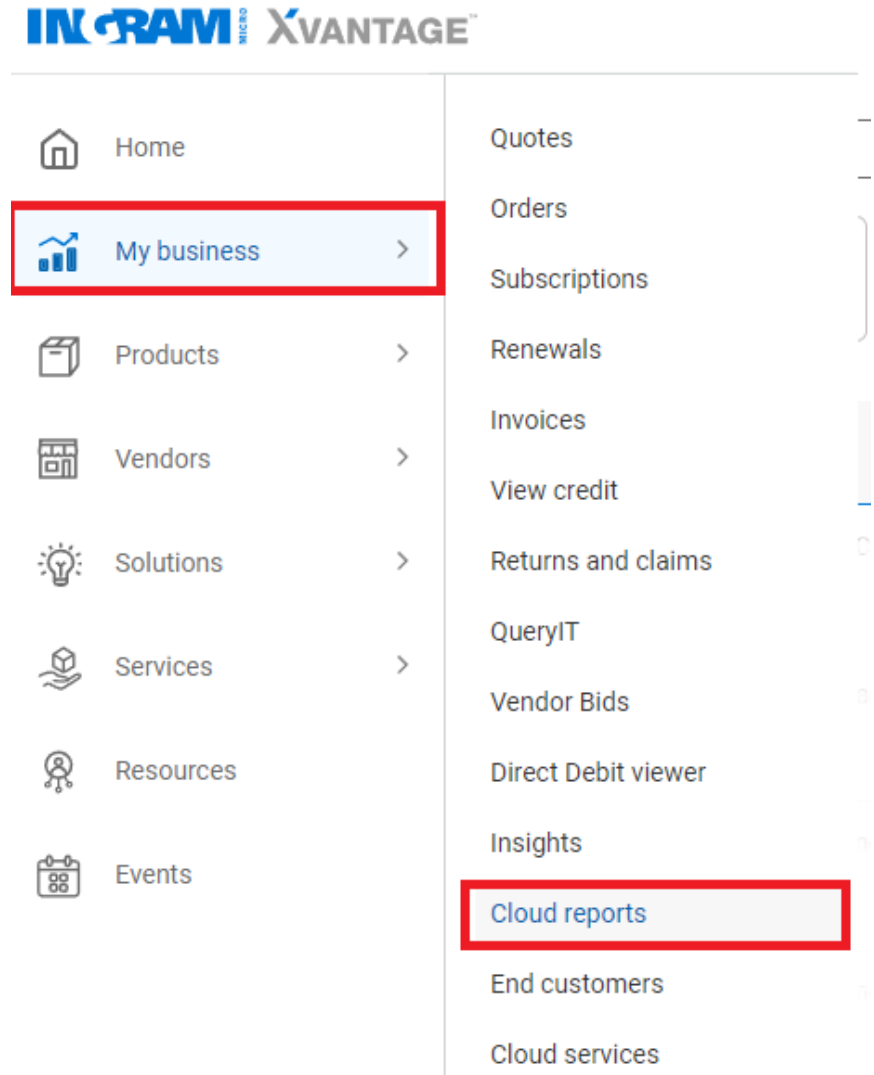 INGRAM MICRO XVANTAGE™
Home
My business
Products
Vendors
Solutions
Services
Resources
Events
Quotes
Orders
Subscriptions
Renewals
Invoices
View credit
Returns and claims
QueryIT
Vendor Bids
Direct Debit viewer
Insights
Cloud reports
End customers
Cloud services